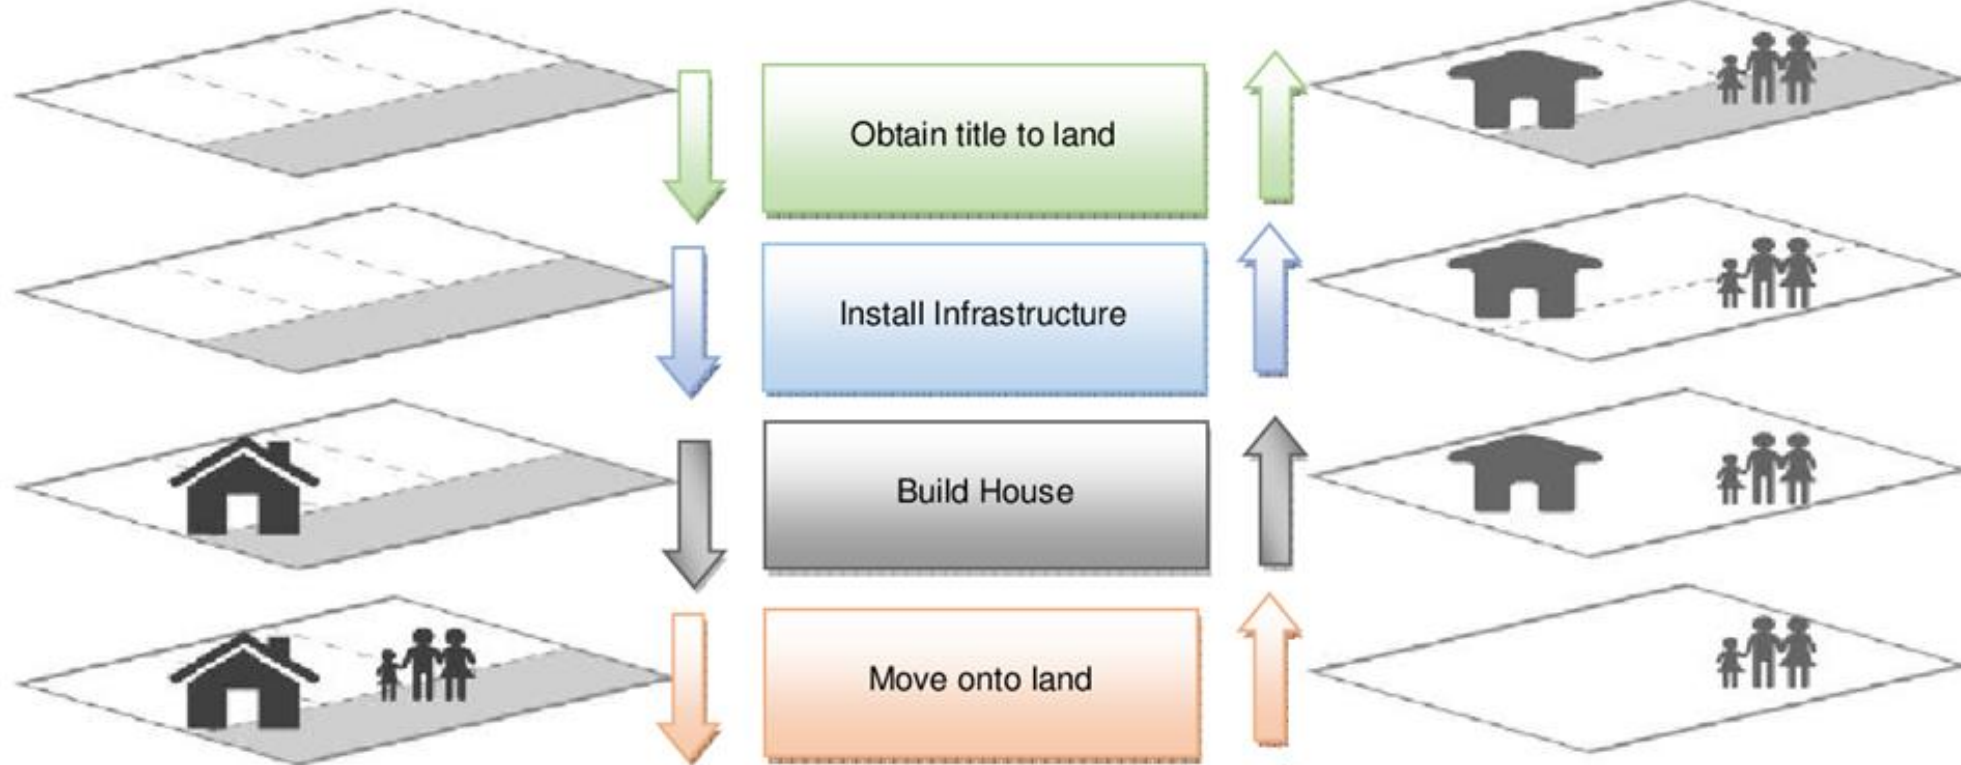 Obtain title to land
Install Infrastructure
Build House
Move onto land